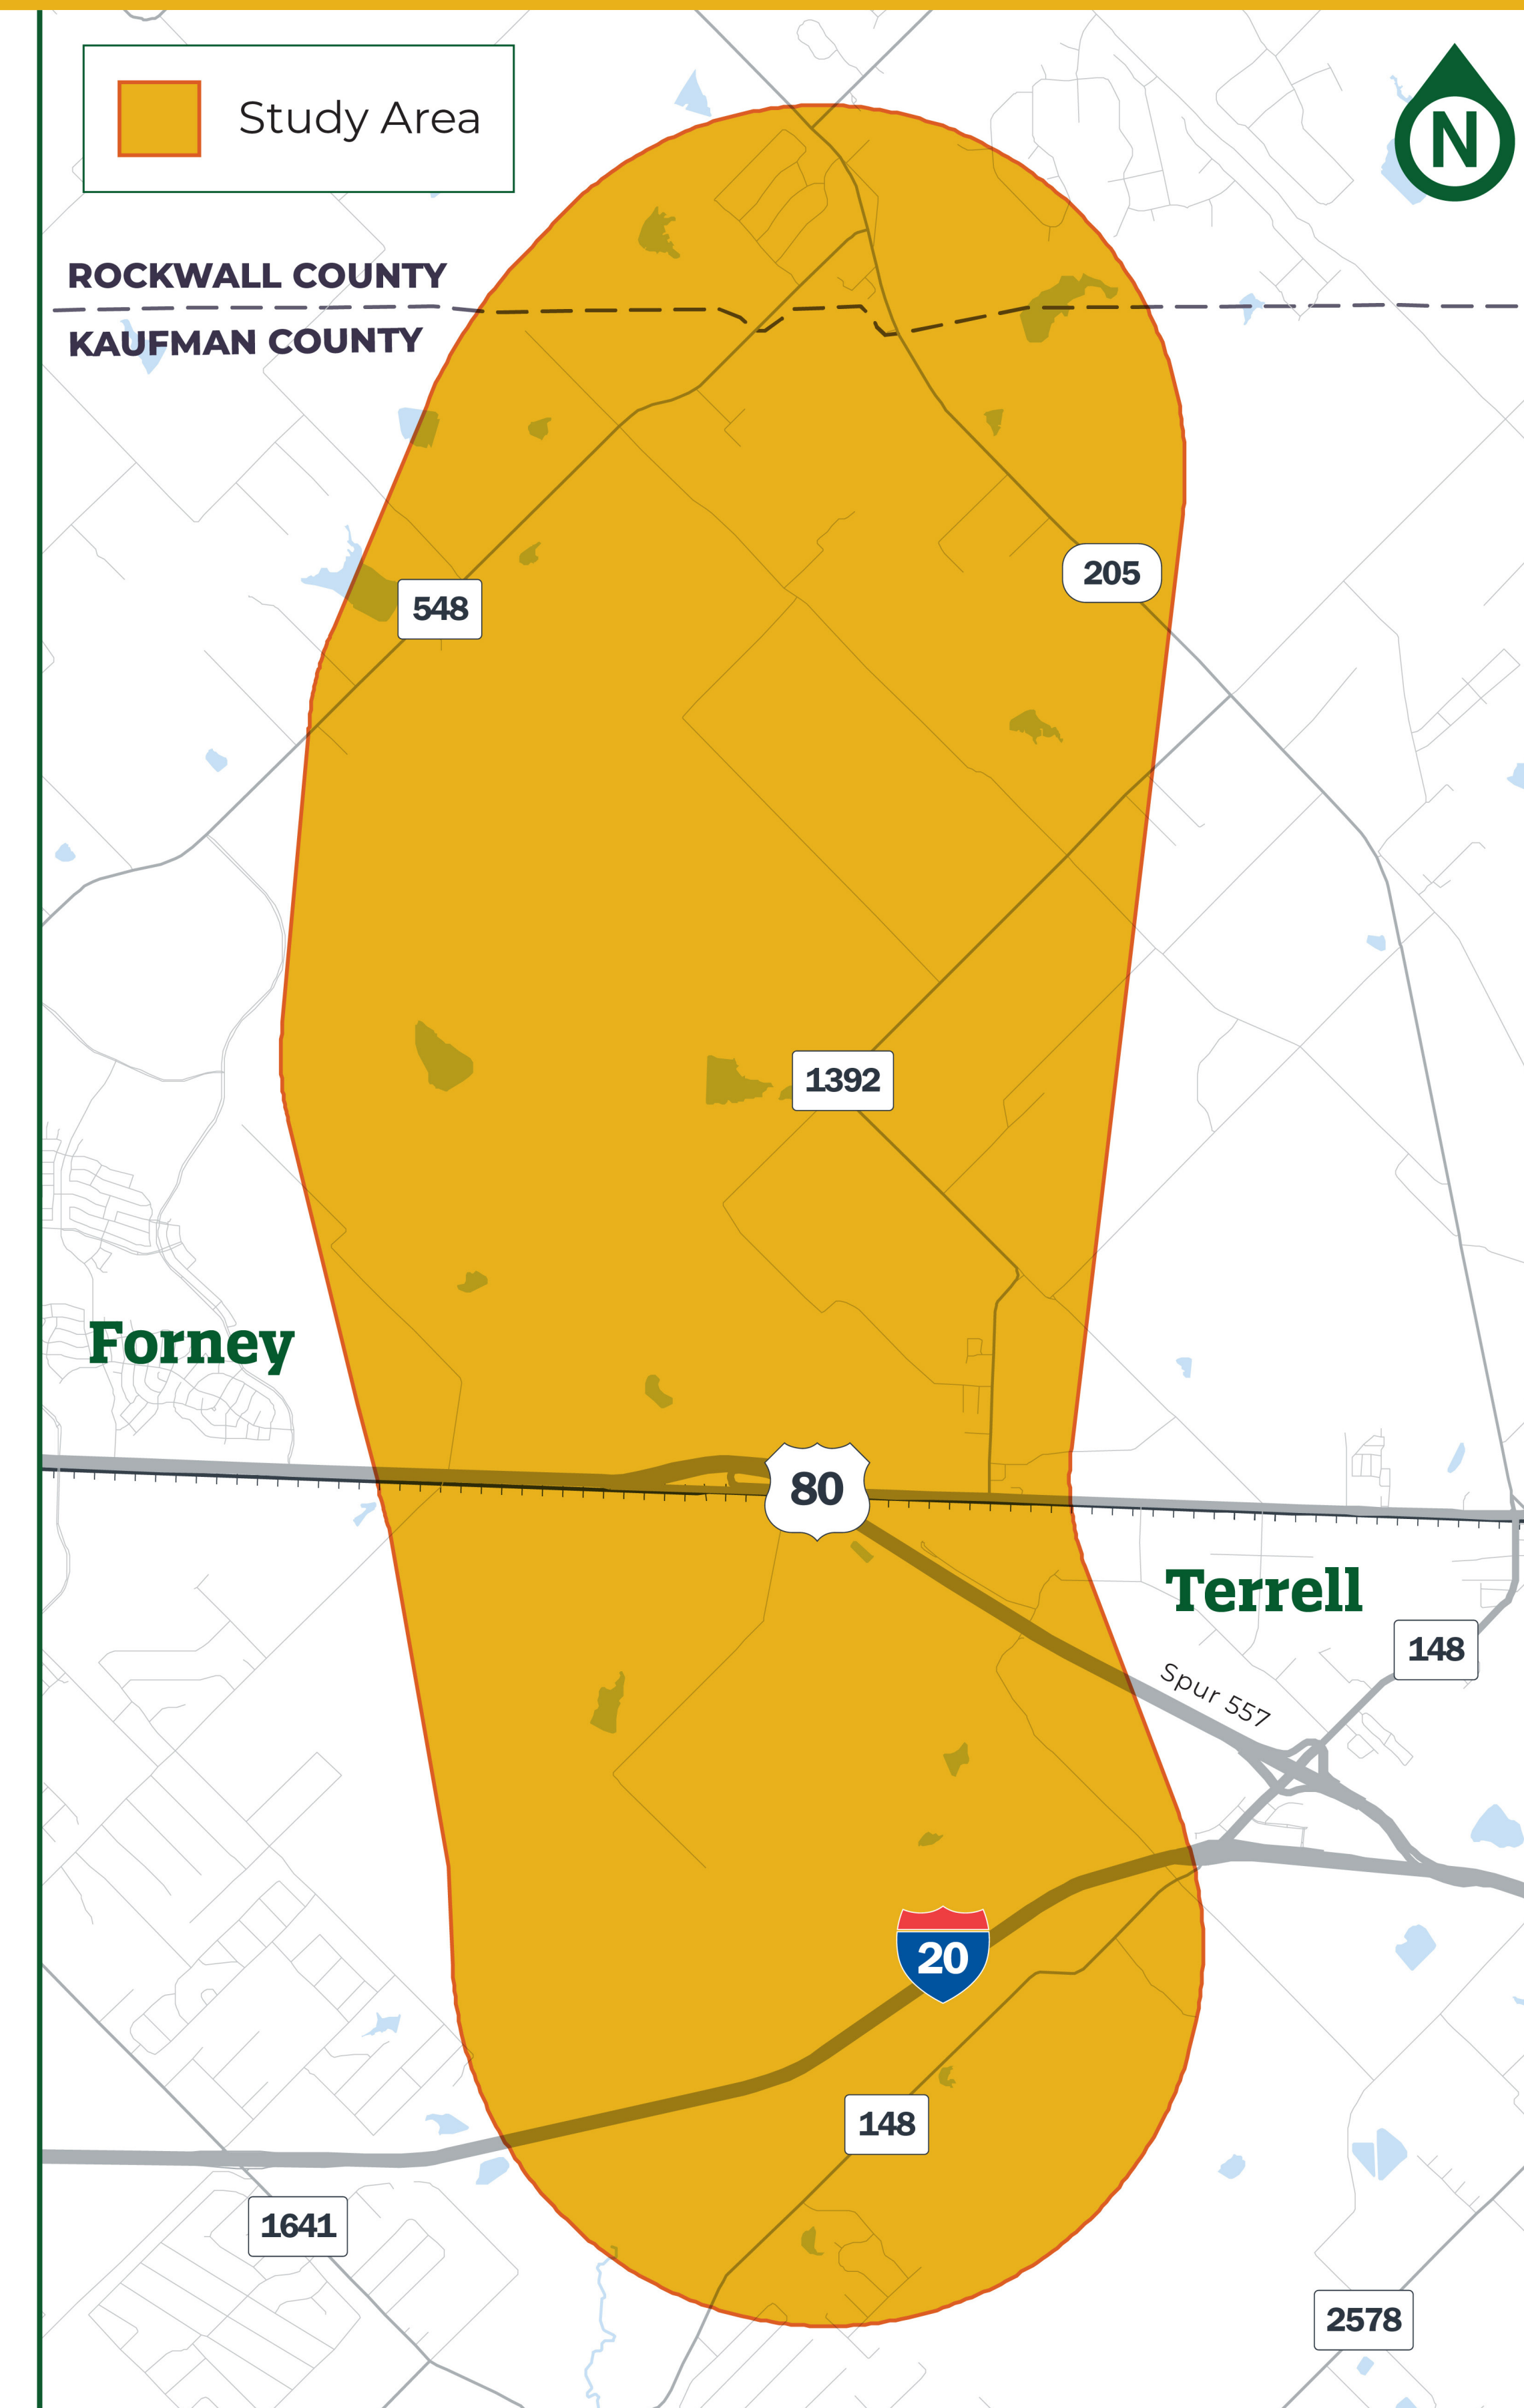 Study Area
N
ROCKWALL COUNTY
KAUFMAN COUNTY
205
548
1392
Forney
80
Terrell
148
Spur 557
20
148
1641
2578